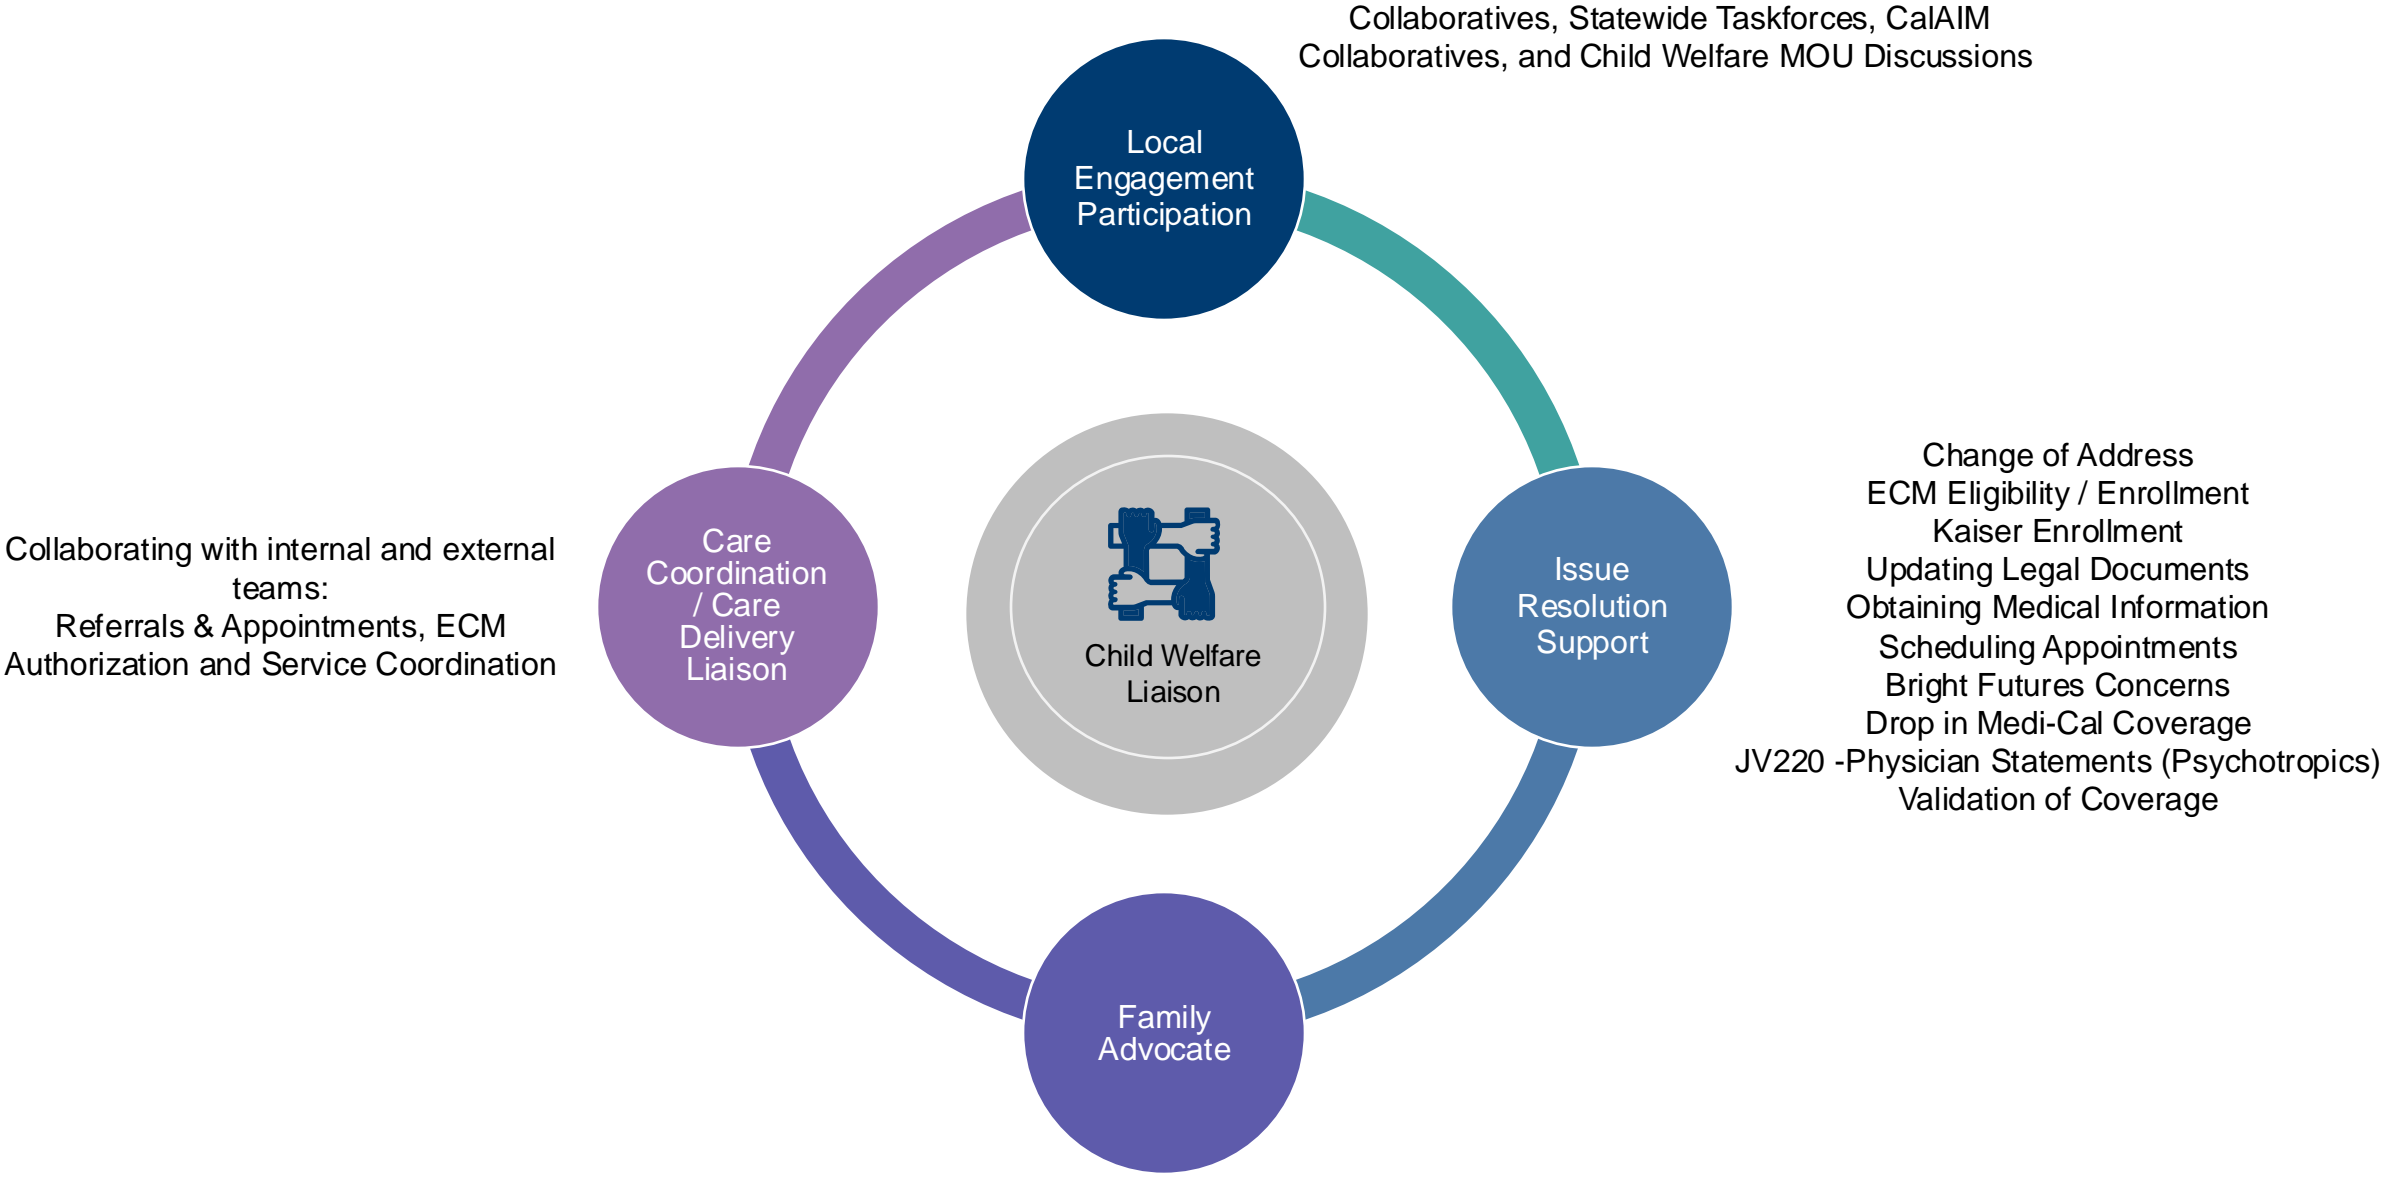 Collaboratives, Statewide Taskforces, CalAIM
Collaboratives, and Child Welfare MOU Discussions
Local
Engagement
Participation
Change of Address
ECM Eligibility / Enrollment
Kaiser Enrollment
Updating Legal Documents
Obtaining Medical Information
Scheduling Appointments
Bright Futures Concerns
Drop in Medi-Cal Coverage
JV220 -Physician Statements (Psychotropics)
Validation of Coverage
Issue
Resolution
Support
Child Welfare
Liaison
Care
Coordination
/ Care
Delivery
Liaison
Collaborating with internal and external
teams:
Referrals & Appointments, ECM
Authorization and Service Coordination
Family
Advocate